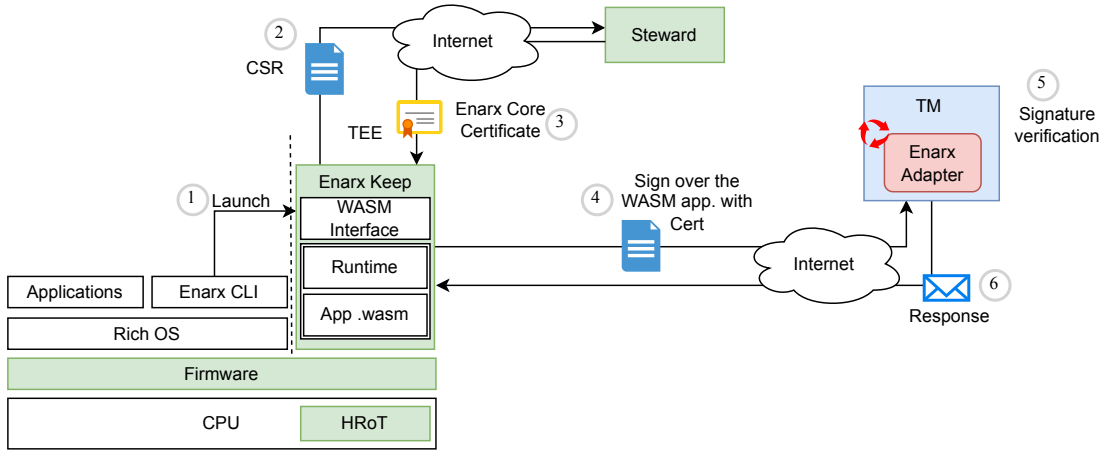 2
CSR
Internet
Steward
TEE
Enarx Core
Certificate
3
5
Signature
verification
TM
Enarx
Adapter
1
Launch
Enarx Keep
WASM
Interface
Runtime
App .wasm
4
Sign over the
WASM app. with
Cert
Internet
6
Response
Applications
Enarx CLI
Rich OS
Firmware
CPU
HRoT